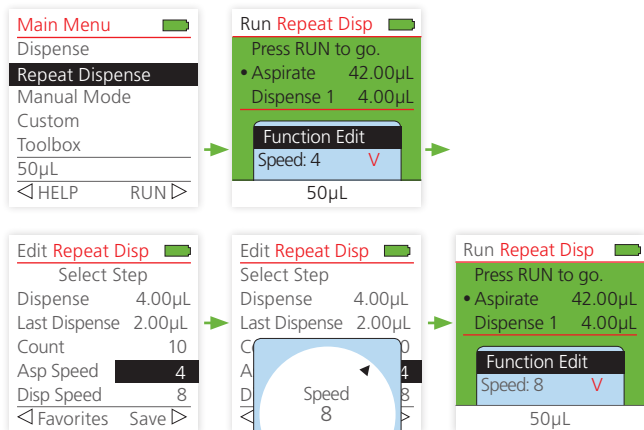 Main Menu
Dispense
Repeat Dispense
Manual Mode
Custom
Toolbox
50µL
HELP RUN
Run Repeat Disp
Press RUN to go.
• Aspirate 42.00µL
Dispense 1 4.00µL
Function Edit
Speed: 4 V
50µL
Edit Repeat Disp
Select Step
Dispense 4.00µL
Last Dispense 2.00µL
Count 10
Asp Speed 4
Disp Speed 8
Favorites Save
Edit Repeat Disp
Select Step
Dispense 4.00µL
Last Dispense 2.00µL
C 0
A 4
D 8
Speed
8
Run Repeat Disp
Press RUN to go.
• Aspirate 42.00µL
Dispense 1 4.00µL
Function Edit
Speed: 8 V
50µL